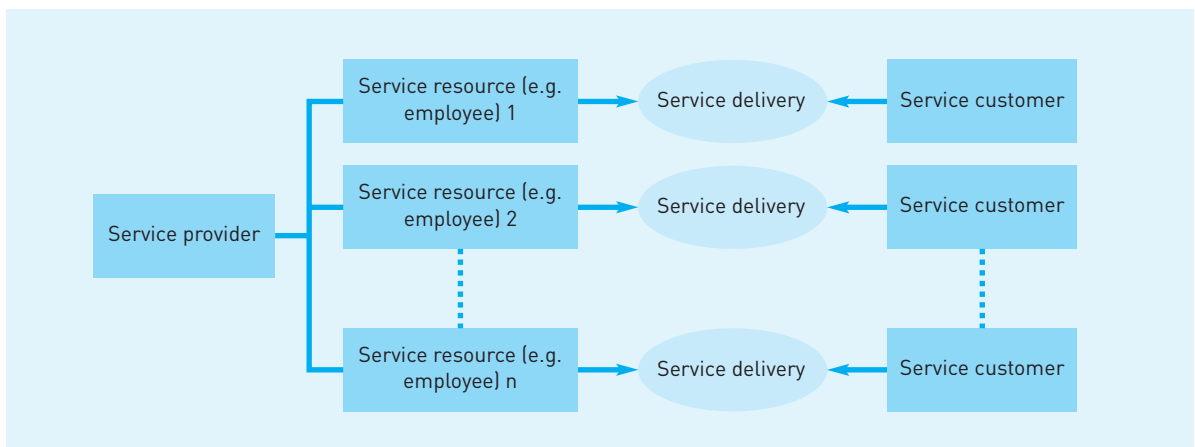 Service resource (e.g.
employee) 1
Service delivery
Service customer
Service resource (e.g.
employee) 2
Service delivery
Service customer
Service provider
Service resource (e.g.
employee) n
Service delivery
Service customer